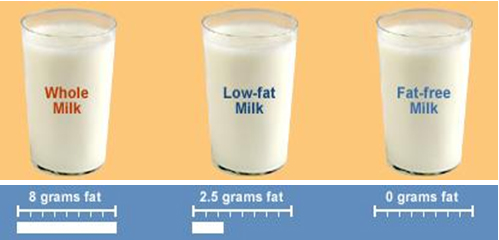 Whole
Milk
Low-fat
Milk
Fat-free
Milk
8 grams fat
2.5 grams fat
0 grams fat